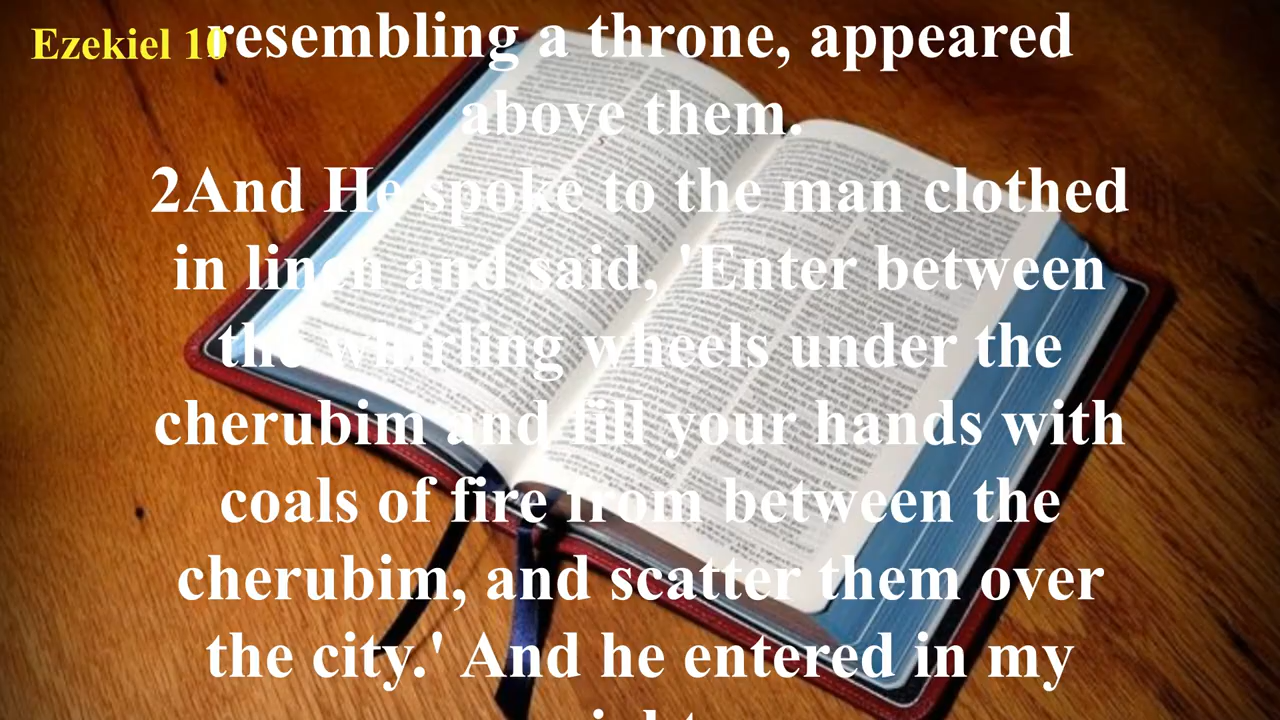 Ezekiel 10
resembling a throne, appeared
above them.
2And He spoke to the man clothed
in linen and said, 'Enter between
the whirling wheels under the
cherubim and fill your hands with
coals of fire from between the
cherubim, and scatter them over
the city.' And he entered in my